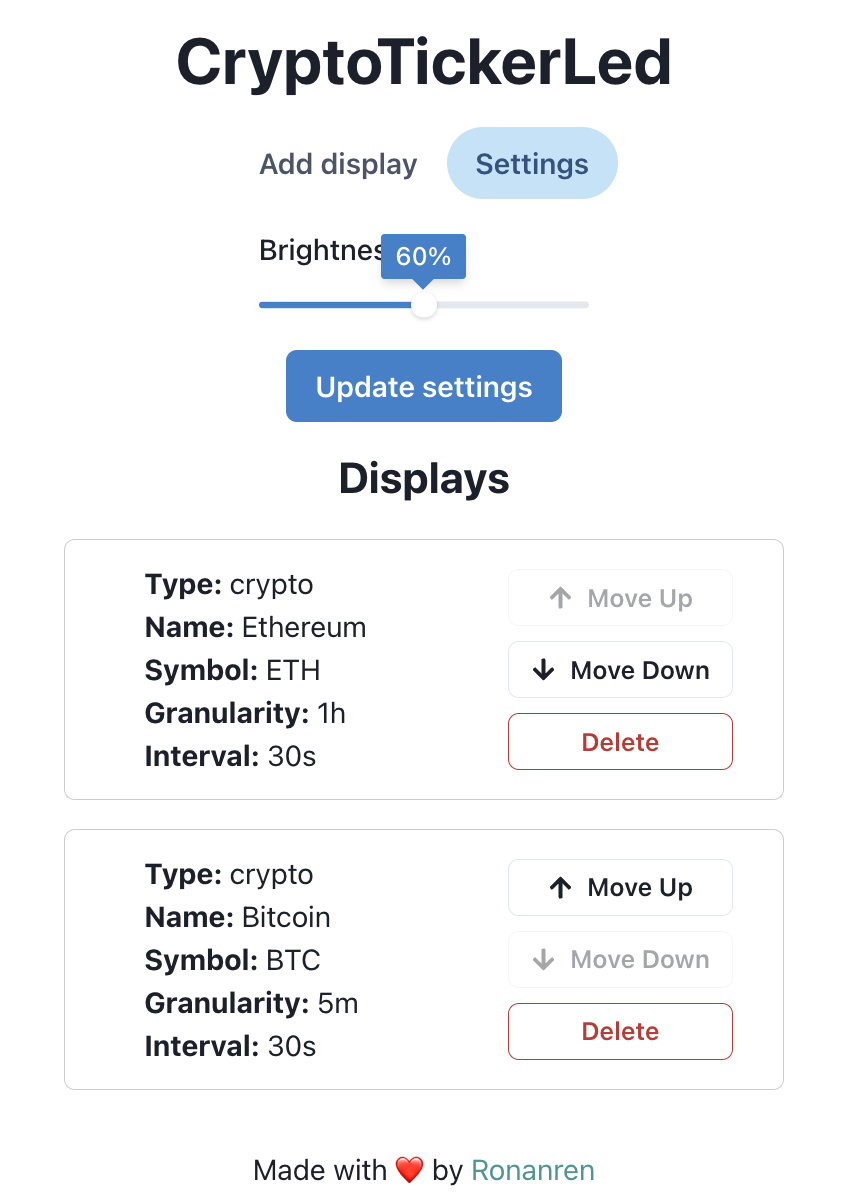 CryptoTickerLed
Add display
Settings
Brightnes
60%
Update settings
Displays
Type: crypto
Name: Ethereum
Symbol: ETH
Granularity: 1h
Interval: 30s
Move Up
Move Down
Delete
Type: crypto
Name: Bitcoin
Symbol: BTC
Granularity: 5m
Interval: 30s
Move Up
Move Down
Delete
Made with ❤️ by Ronanren